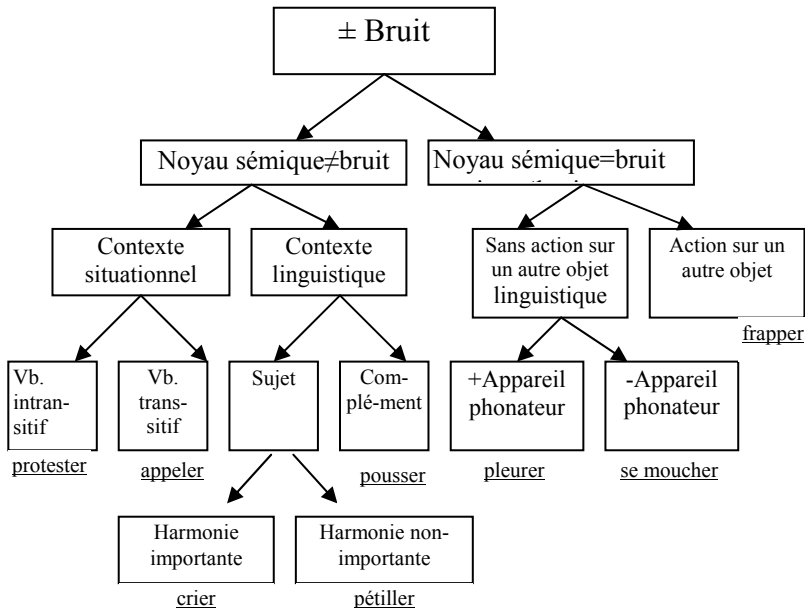 ± Bruit
Noyau sémique≠bruit
Noyau sémique=bruit
Contexte
situationnel
Contexte
linguistique
Sans action sur
un autre objet
linguistique
Action sur un
autre objet
frapper
Vb.
intran-
sitif
protester
Vb.
trans-
sitif
appeler
Sujet
Com-
plé-ment
pousser
+Appareil
phonateur
pleurer
-Appareil
phonateur
se moucher
Harmonie
importante
crier
Harmonie non-
importante
pétiller